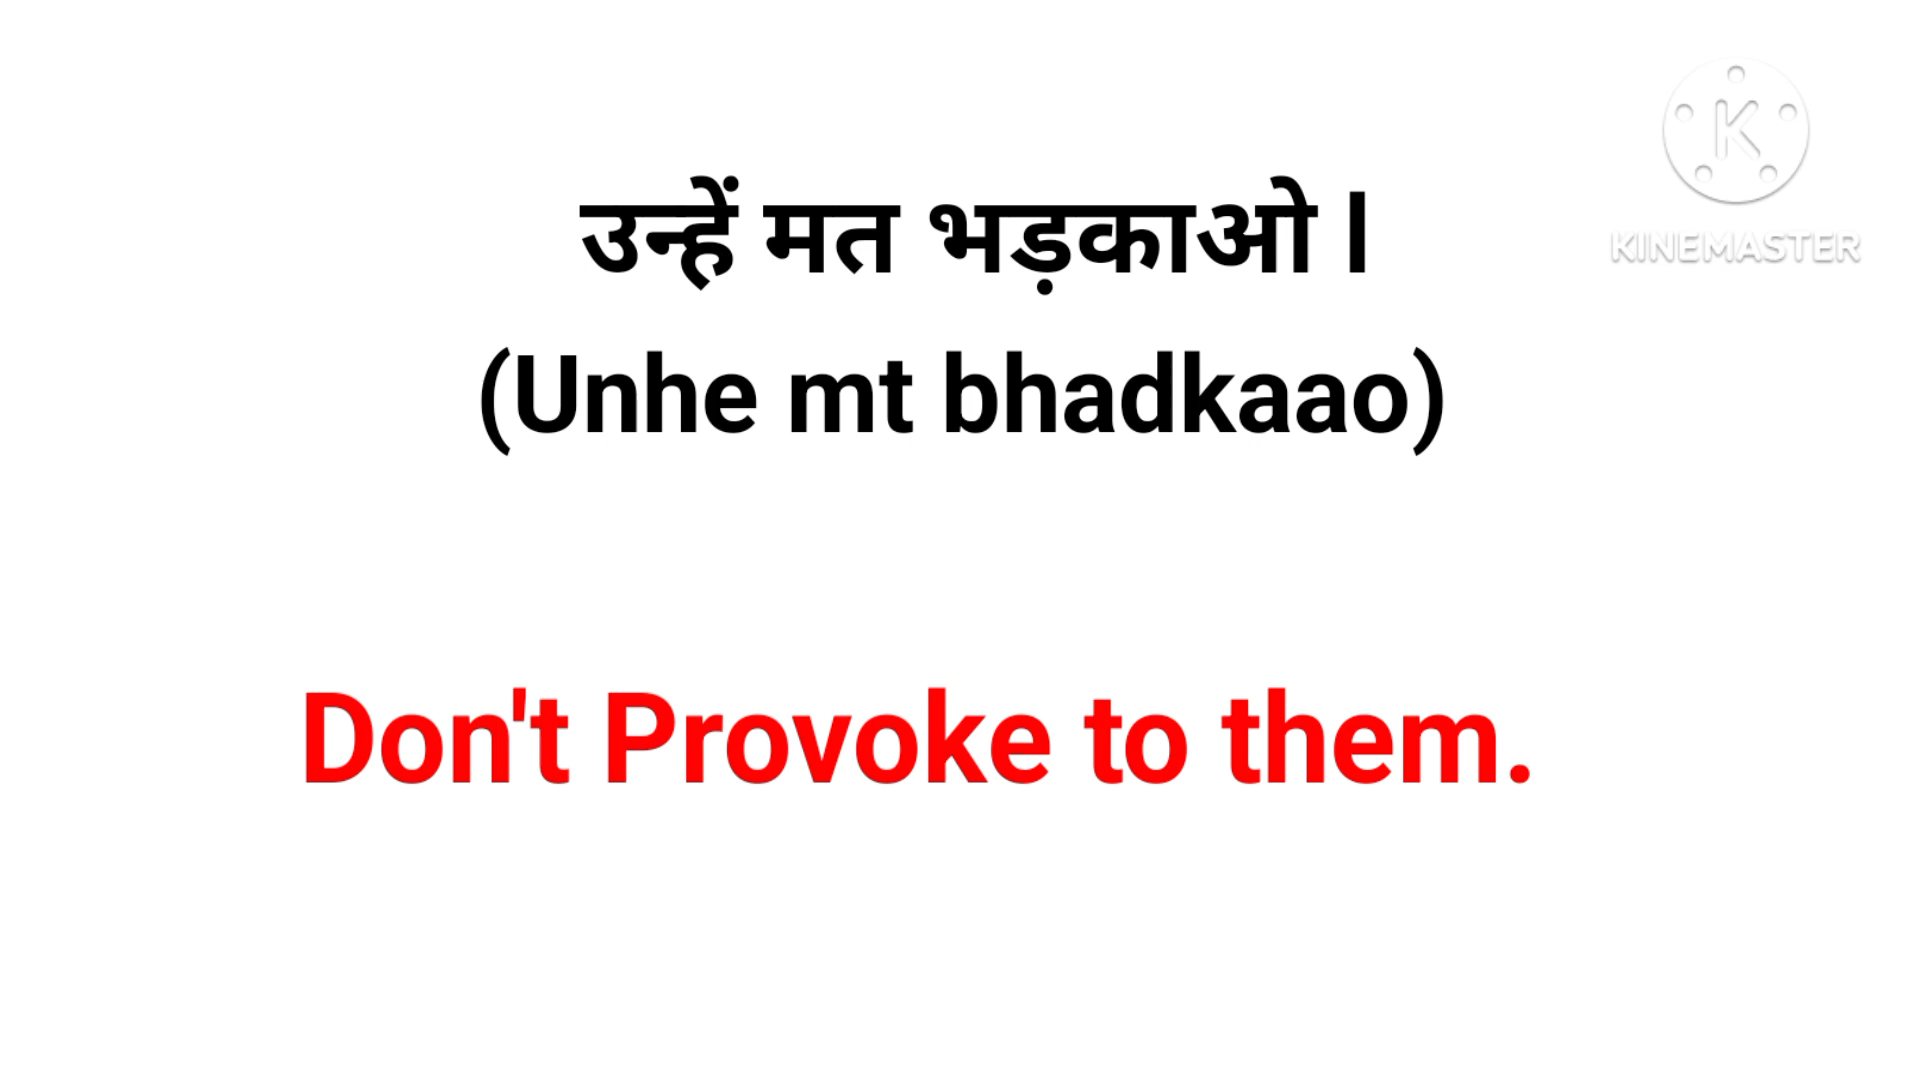 उन्हें मत भड़काओ l
(Unhe mt bhadkaao)
Don't Provoke to them.
K
KINEMASTER